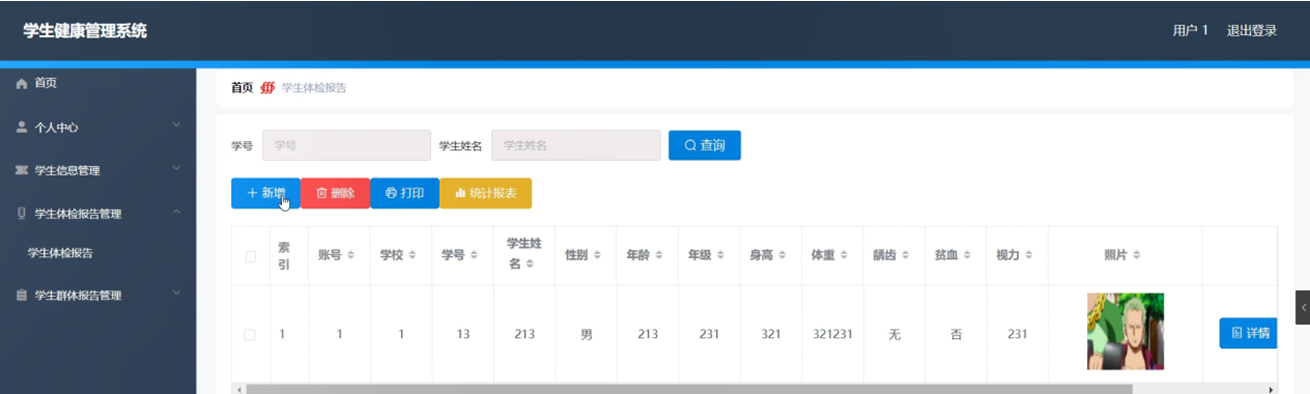 学生健康管理系统
用户 1 退出登录
首页
个人中心
学生信息管理
学生体检报告管理
学生体检报告
学生群体报告管理
首页 学生体检报告
学号 学号 学生姓名 学生姓名 查询
新增 删除 打印 统计报表
索引 账号 学校 学号 学生姓名 性别 年龄 年级 身高 体重 龋齿 贫血 视力 照片
1 1 1 13 213 男 213 231 321 321231 无 否 231 详情